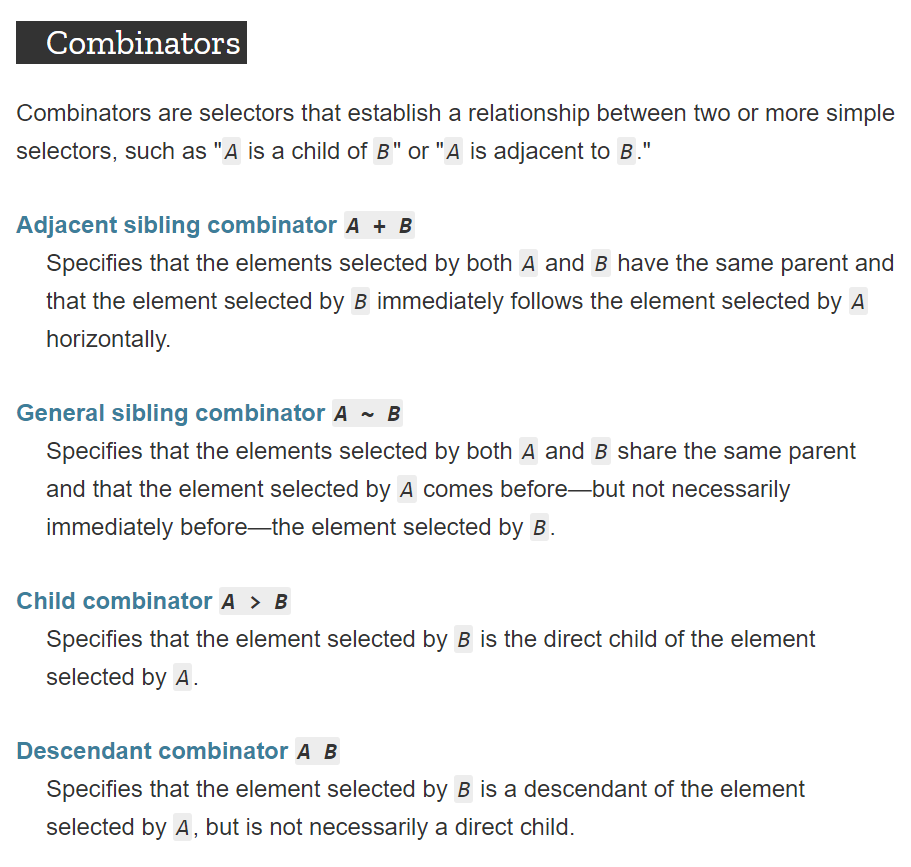 Combinators
Combinators are selectors that establish a relationship between two or more simple
selectors, such as "A is a child of B" or "A is adjacent to B."
Adjacent sibling combinator A + B
Specifies that the elements selected by both A and B have the same parent and
that the element selected by B immediately follows the element selected by A
horizontally.
General sibling combinator A ~ B
Specifies that the elements selected by both A and B share the same parent
and that the element selected by A comes before—but not necessarily
immediately before—the element selected by B.
Child combinator A > B
Specifies that the element selected by B is the direct child of the element
selected by A.
Descendant combinator A B
Specifies that the element selected by B is a descendant of the element
selected by A, but is not necessarily a direct child.